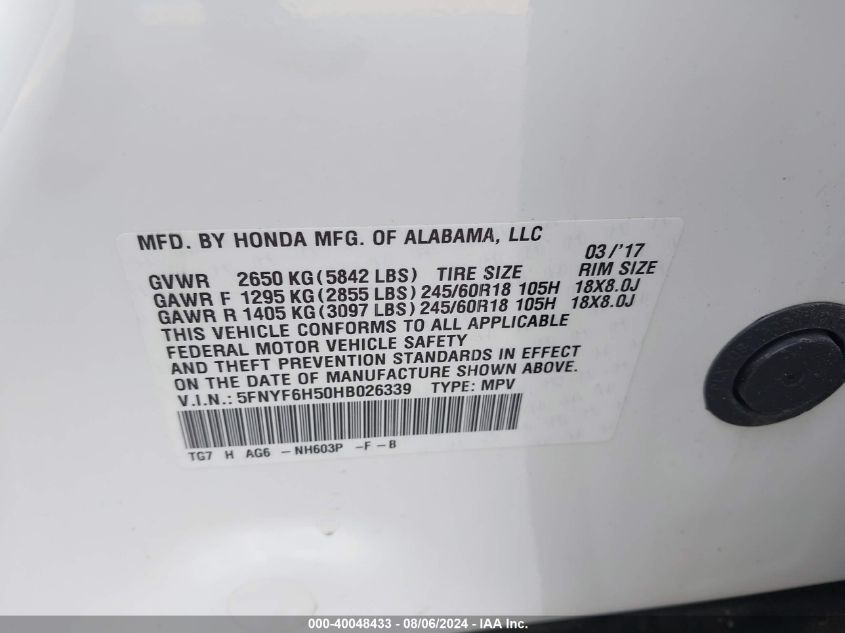 MFD. BY HONDA MFG. OF ALABAMA, LLC 03/'17
GVWR 2650 KG (5842 LBS) TIRE SIZE RIM SIZE
GAWR F 1295 KG (2855 LBS) 245/60R18 105H 18X8.0J
GAWR R 1405 KG (3097 LBS) 245/60R18 105H 18X8.0J
THIS VEHICLE CONFORMS TO ALL APPLICABLE
FEDERAL MOTOR VEHICLE SAFETY
AND THEFT PREVENTION STANDARDS IN EFFECT
ON THE DATE OF MANUFACTURE SHOWN ABOVE.
V.I.N.: 5FNYF6H50HB026339 TYPE: MPV
TG7 H AG6 - NH603P - F - B
000-40048433 - 08/06/2024 - IAA Inc.